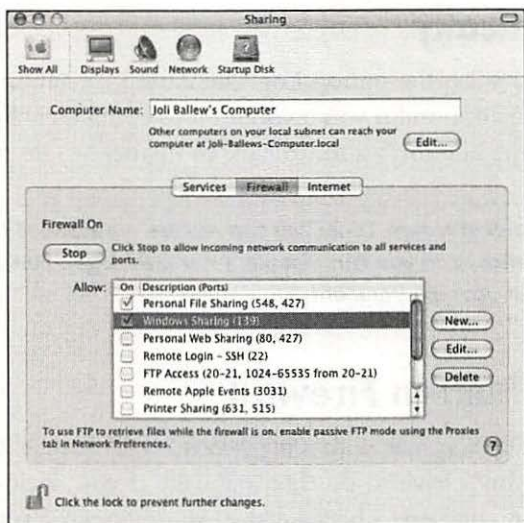 Sharing
Show All Displays Sound Network Startup Disk
Computer Name: Joli Ballew's Computer
Other computers on your local subnet can reach your
computer at Joli-Ballews-Computer.local
Edit...
Services Firewall Internet
Firewall On
Stop
Click Stop to allow incoming network communication to all services and
ports.
Allow:
On Description (Ports)
Personal File Sharing (548, 427)
Windows Sharing (139)
Personal Web Sharing (80, 427)
Remote Login – SSH (22)
FTP Access (20-21, 1024-65535 from 20-21)
Remote Apple Events (3031)
Printer Sharing (631, 515)
New...
Edit...
Delete
To use FTP to retrieve files while the firewall is on, enable passive FTP mode using the Proxies
tab in Network Preferences.
?
Click the lock to prevent further changes.